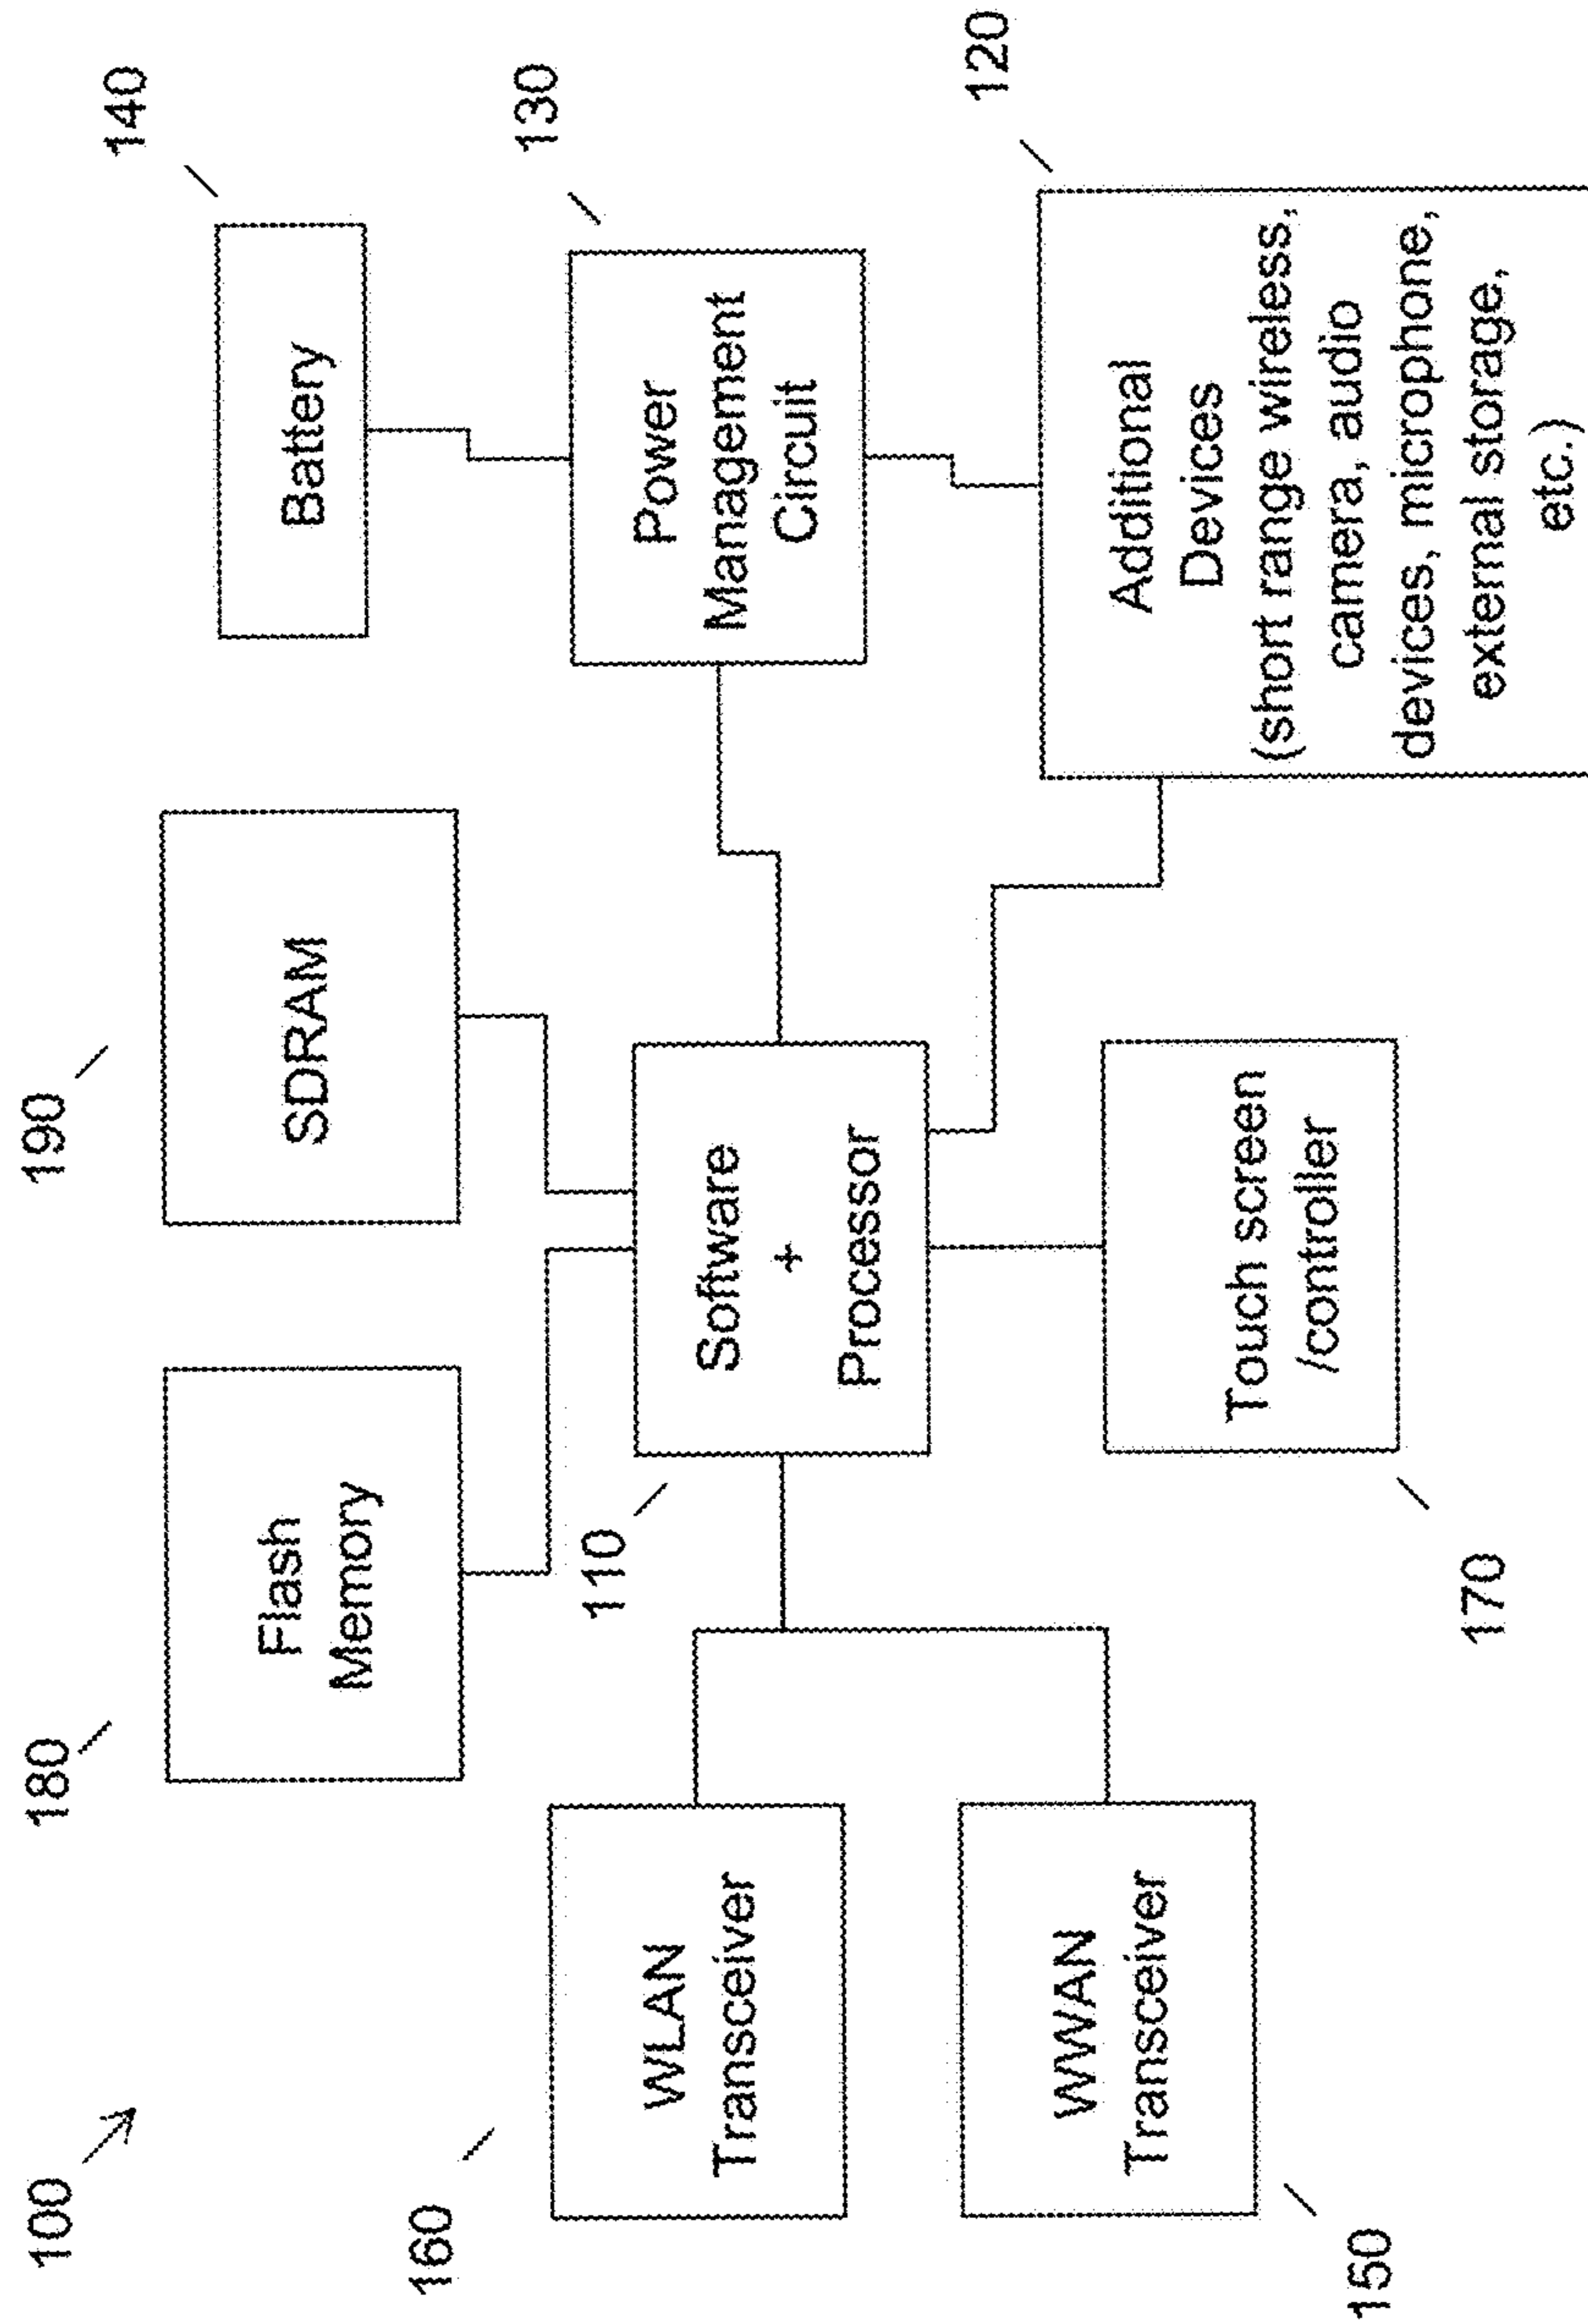 100
180
Flash
Memory
190
SDRAM
140
Battery
160
WLAN
Transceiver
110
Software
+
Processor
130
Power
Management
Circuit
150
WWAN
Transceiver
170
Touch screen
/controller
120
Additional
Devices
(short range wireless,
camera, audio
devices, microphone,
external storage,
etc.)